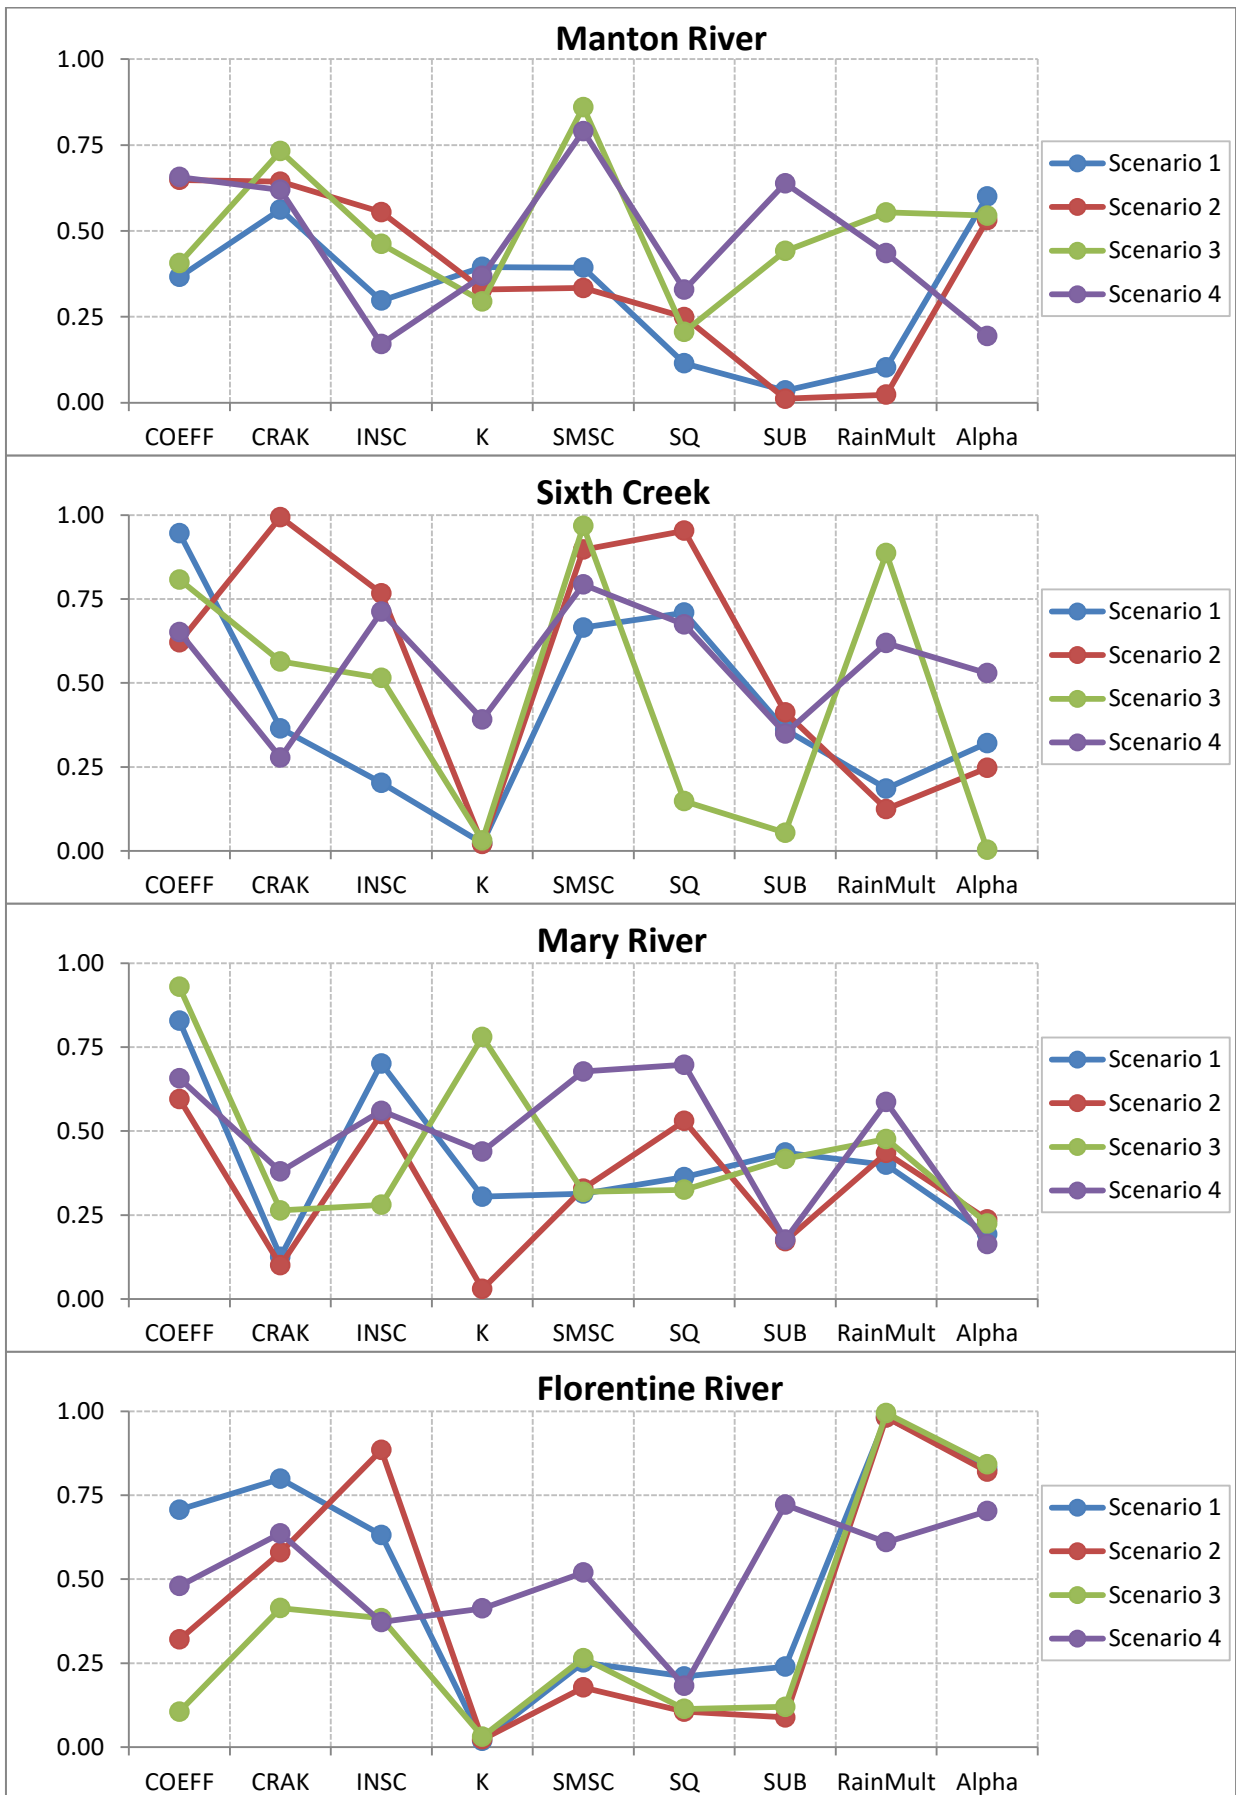 Manton River
1.00
0.75
0.50
0.25
0.00
COEFF CRAK INSC K SMSC SQ SUB RainMult Alpha
Scenario 1
Scenario 2
Scenario 3
Scenario 4
Sixth Creek
1.00
0.75
0.50
0.25
0.00
COEFF CRAK INSC K SMSC SQ SUB RainMult Alpha
Scenario 1
Scenario 2
Scenario 3
Scenario 4
Mary River
1.00
0.75
0.50
0.25
0.00
COEFF CRAK INSC K SMSC SQ SUB RainMult Alpha
Scenario 1
Scenario 2
Scenario 3
Scenario 4
Florentine River
1.00
0.75
0.50
0.25
0.00
COEFF CRAK INSC K SMSC SQ SUB RainMult Alpha
Scenario 1
Scenario 2
Scenario 3
Scenario 4